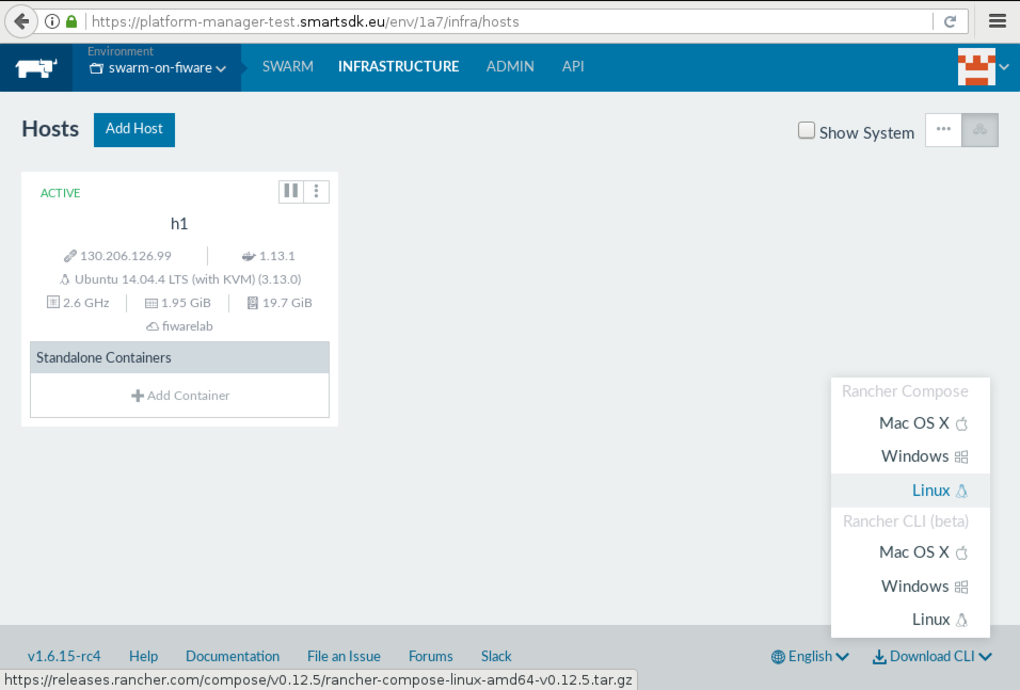 https://platform-manager-test.smartsdk.eu/env/1a7/infra/hosts
Environment
swarm-on-fiware
SWARM INFRASTRUCTURE ADMIN API
Hosts Add Host Show System
ACTIVE
h1
130.206.126.99 1.13.1
Ubuntu 14.04.4 LTS (with KVM) (3.13.0)
2.6 GHz 1.95 GiB 19.7 GiB
fiwarelab
Standalone Containers
Add Container
Rancher Compose
Mac OS X
Windows
Linux
Rancher CLI (beta)
Mac OS X
Windows
Linux
v1.6.15-rc4 Help Documentation File an Issue Forums Slack English Download CLI
https://releases.rancher.com/compose/v0.12.5/rancher-compose-linux-amd64-v0.12.5.tar.gz